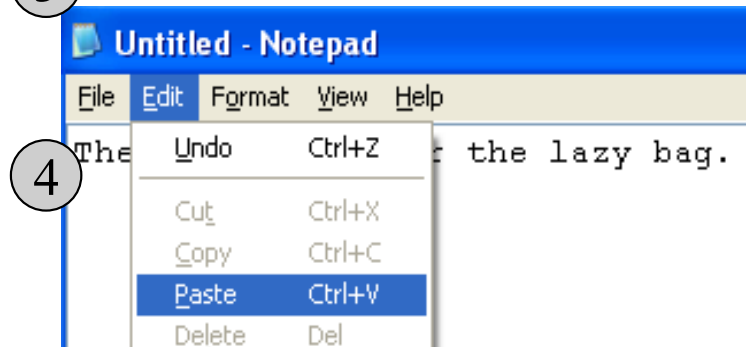 Untitled - Notepad
File Edit Format View Help
The the lazy bag.
4
Undo Ctrl+Z
Cut Ctrl+X
Copy Ctrl+C
Paste Ctrl+V
Delete Del